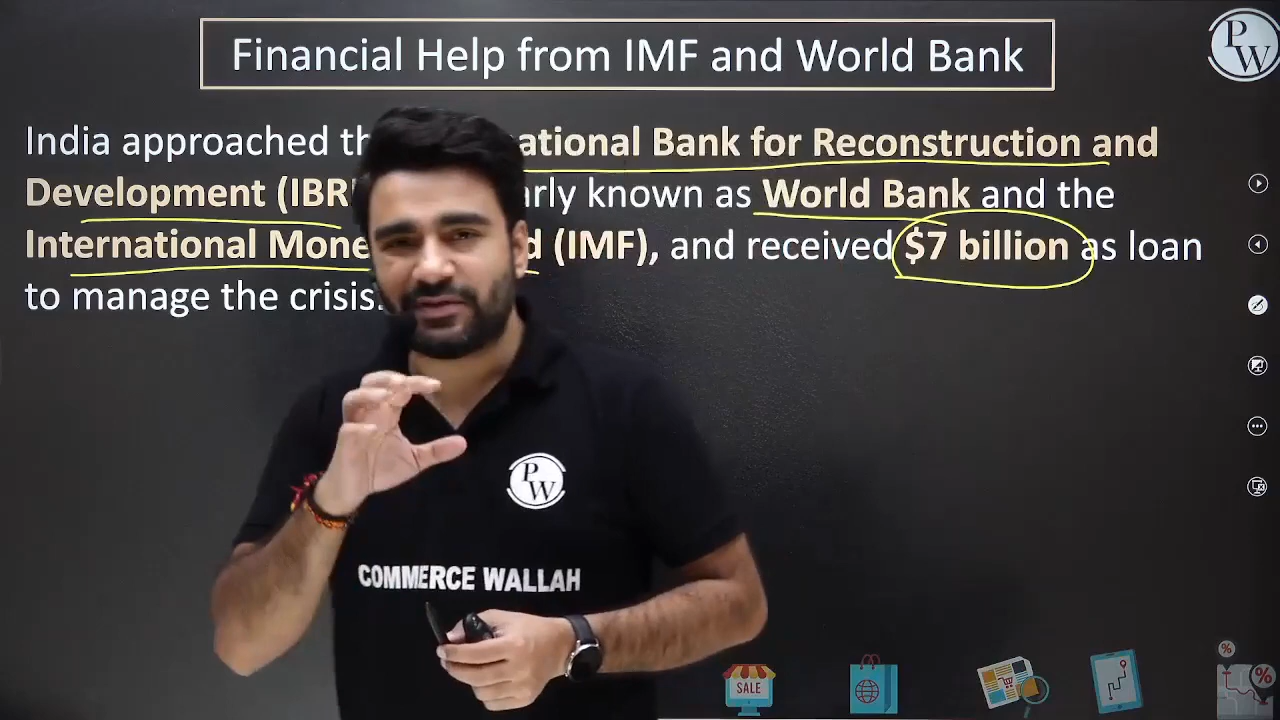 Financial Help from IMF and World Bank
PW
India approached th ational Bank for Reconstruction and
Development (IBR arly known as World Bank and the
International Mone d (IMF), and received $7 billion as loan
to manage the crisis.
PW
COMMERCE WALLAH
SALE
%
%